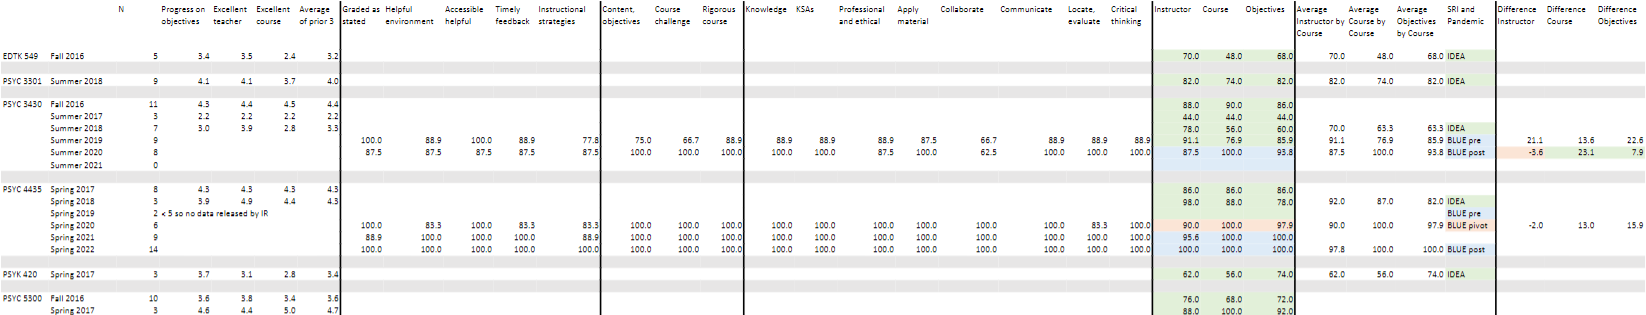 N Progress on objectives Excellent teacher Excellent course Average of prior 3 Graded as stated Helpful environment Accessible helpful Timely feedback Instructional strategies Content, objectives Course challenge Rigorous course Knowledge KSAs Professional and ethical Apply material Collaborate Communicate Locate, evaluate Critical thinking Instructor Course Objectives Average Instructor by Course Average Course by Course Average Objectives by Course SRI and Pandemic Difference Instructor Difference Course Difference Objectives
EDTK 549 Fall 2016 5 3.4 3.5 2.4 3.2 70.0 48.0 68.0 70.0 48.0 68.0 IDEA
PSYC 3301 Summer 2018 9 4.1 4.1 3.7 4.0 82.0 74.0 82.0 82.0 74.0 82.0 IDEA
PSYC 3430 Fall 2016 11 4.3 4.4 4.5 4.4 88.0 90.0 86.0
Summer 2017 3 2.2 2.2 2.2 2.2 44.0 44.0 44.0
Summer 2018 7 3.0 3.9 2.8 3.3 78.0 56.0 60.0 70.0 63.3 63.3 IDEA
Summer 2019 9 100.0 88.9 100.0 88.9 77.8 75.0 66.7 88.9 88.9 88.9 88.9 87.5 66.7 88.9 88.9 88.9 91.1 76.9 85.9 91.1 76.9 85.9 BLUE pre 21.1 13.6 22.6
Summer 2020 8 87.5 87.5 87.5 87.5 87.5 100.0 100.0 100.0 100.0 100.0 87.5 100.0 62.5 100.0 100.0 100.0 87.5 100.0 93.8 87.5 100.0 93.8 BLUE post -3.6 23.1 7.9
Summer 2021 0
PSYC 4435 Spring 2017 8 4.3 4.3 4.3 4.3 86.0 86.0 86.0
Spring 2018 3 3.9 4.9 4.4 4.3 98.0 88.0 78.0 92.0 87.0 82.0 IDEA
Spring 2019 2 < 5 so no data released by IR BLUE pre
Spring 2020 6 100.0 83.3 100.0 83.3 83.3 100.0 100.0 100.0 100.0 100.0 100.0 100.0 100.0 100.0 83.3 100.0 90.0 100.0 97.9 90.0 100.0 97.9 BLUE pivot -2.0 13.0 15.9
Spring 2021 9 88.9 100.0 100.0 100.0 88.9 100.0 100.0 100.0 100.0 100.0 100.0 100.0 100.0 100.0 100.0 100.0 95.6 100.0 100.0
Spring 2022 14 100.0 100.0 100.0 100.0 100.0 100.0 100.0 100.0 100.0 100.0 100.0 100.0 100.0 100.0 100.0 100.0 100.0 100.0 100.0 97.8 100.0 100.0 BLUE post
PSYK 420 Spring 2017 3 3.7 3.1 2.8 3.4 62.0 56.0 74.0 62.0 56.0 74.0 IDEA
PSYC 5300 Fall 2016 10 3.6 3.8 3.4 3.6 76.0 68.0 72.0
Spring 2017 3 4.6 4.4 5.0 4.7 88.0 100.0 92.0